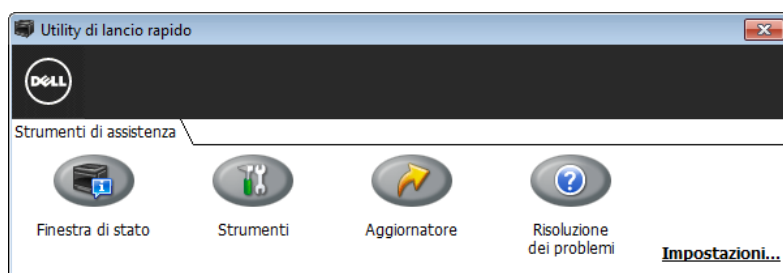 Utility di lancio rapido
DELL
Strumenti di assistenza
Finestra di stato
Strumenti
Aggiornatore
Risoluzione
dei problemi
Impostazioni...